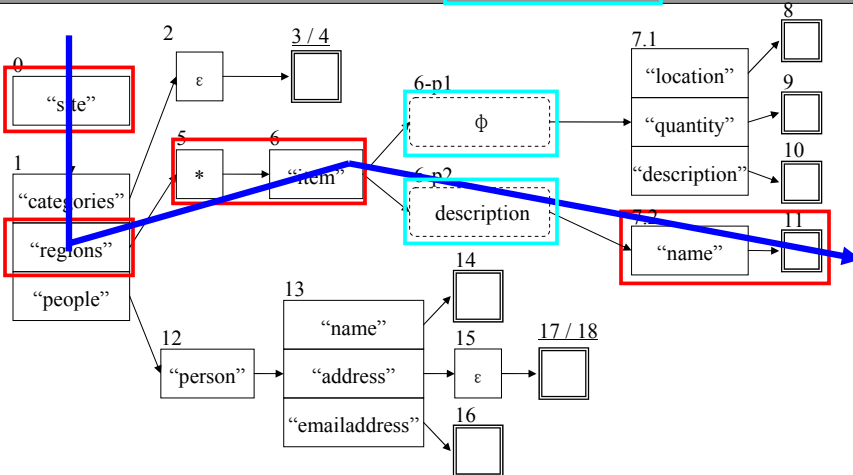 0
“site”
1
“categories”
“regions”
“people”
2
ε
3 / 4
5
*
6
“item”
6-p1
ϕ
6-p2
description
7.1
“location”
“quantity”
“description”
8
9
10
7.2
“name”
11
12
“person”
13
“name”
“address”
“emailaddress”
14
15
ε
16
17 / 18